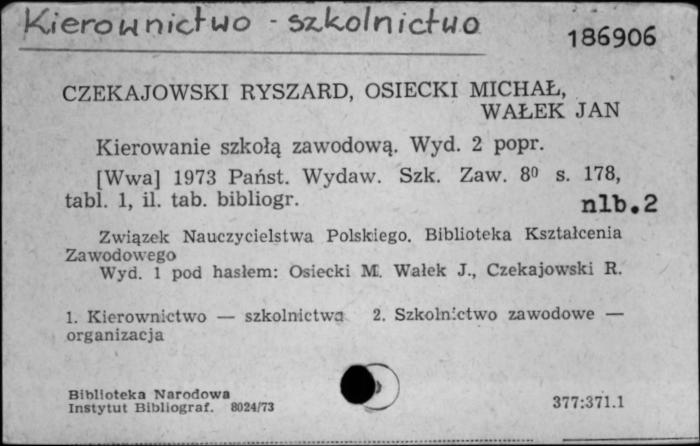 Kierownictwo - szkolnictwo
186906
CZEKAJOWSKI RYSZARD, OSIECKI MICHAŁ,
WAŁEK JAN
Kierowanie szkołą zawodową. Wyd. 2 popr.
[Wwa] 1973 Państ. Wydaw. Szk. Zaw. 8⁰ s. 178,
tabl. 1, il. tab. bibliogr.
nlb.2
Związek Nauczycielstwa Polskiego. Biblioteka Kształcenia
Zawodowego
Wyd. 1 pod hasłem: Osiecki M. Wałek J., Czekajowski R.
1. Kierownictwo — szkolnictwo 2. Szkolnictwo zawodowe —
organizacja
Biblioteka Narodowa
Instytut Bibliograf. 8024/73
377:371.1